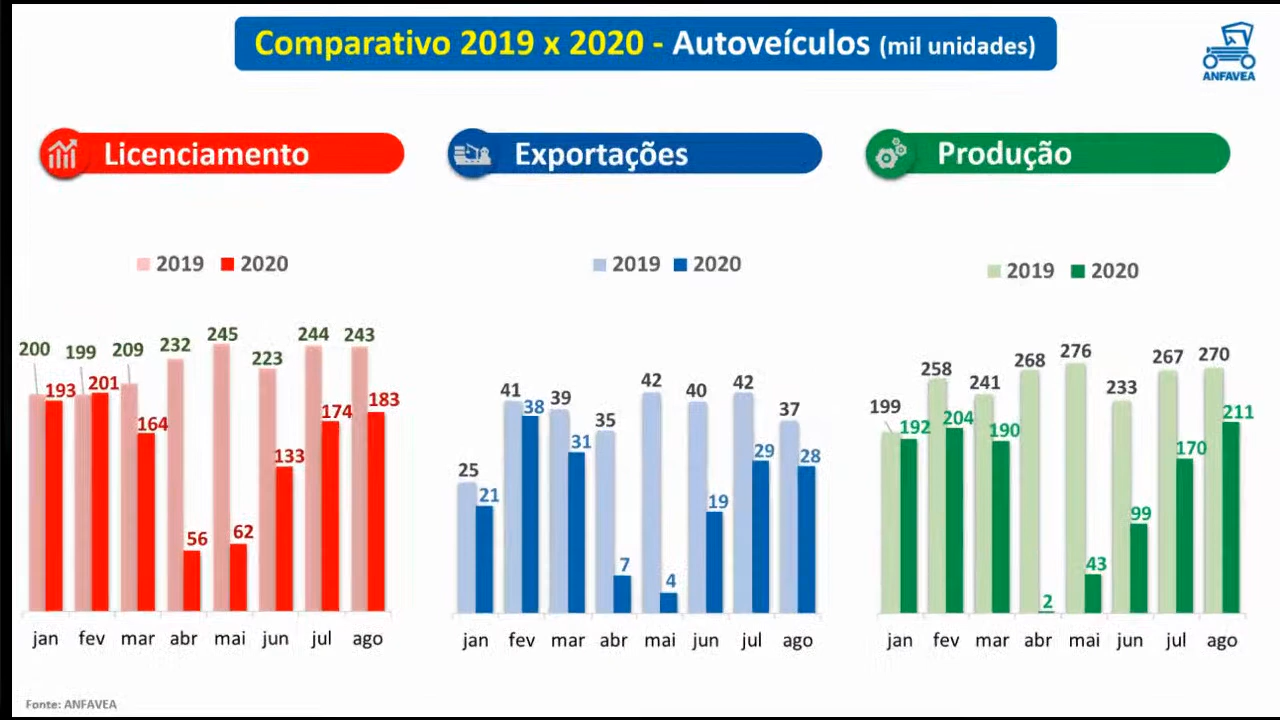 Comparativo 2019 x 2020 - Autoveículos (mil unidades)
ANFAVEA
Licenciamento
2019 2020
200 199 209 232 245 223 244 243
193 201 164 56 62 133 174 183
jan fev mar abr mai jun jul ago
Exportações
2019 2020
25 41 39 35 42 40 42 37
21 38 31 7 4 19 29 28
jan fev mar abr mai jun jul ago
Produção
2019 2020
199 258 241 268 276 233 267 270
192 204 190 2 43 99 170 211
jan fev mar abr mai jun jul ago
Fonte: ANFAVEA